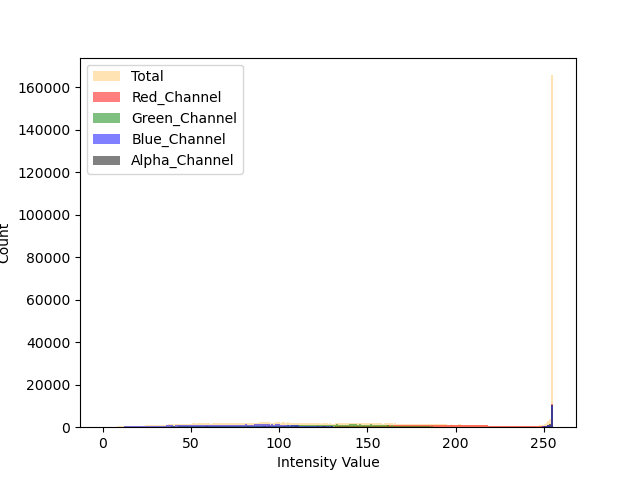 Total
Red_Channel
Green_Channel
Blue_Channel
Alpha_Channel
160000
140000
120000
100000
80000
60000
40000
20000
0
Count
0 50 100 150 200 250
Intensity Value